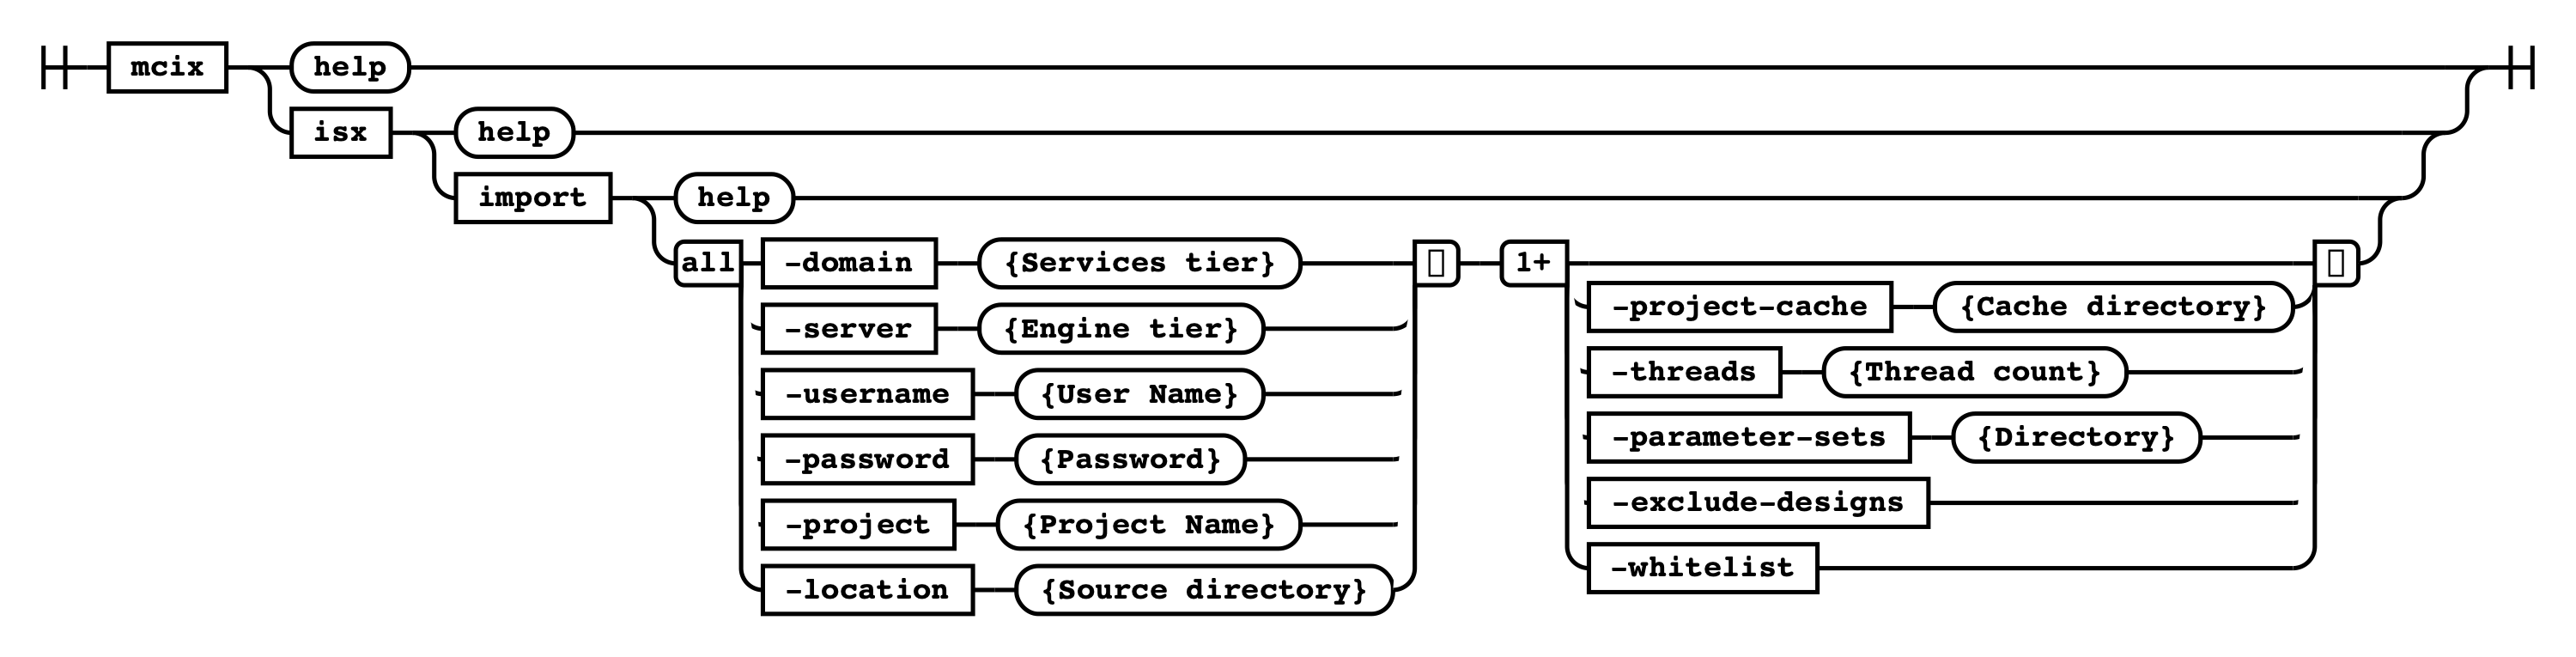 mcix help
isx help
import help
all -domain {Services tier} 1+
-project-cache {Cache directory}
-server {Engine tier}
-threads {Thread count}
-username {User Name}
-parameter-sets {Directory}
-password {Password}
-exclude-designs
-project {Project Name}
-whitelist
-location {Source directory}